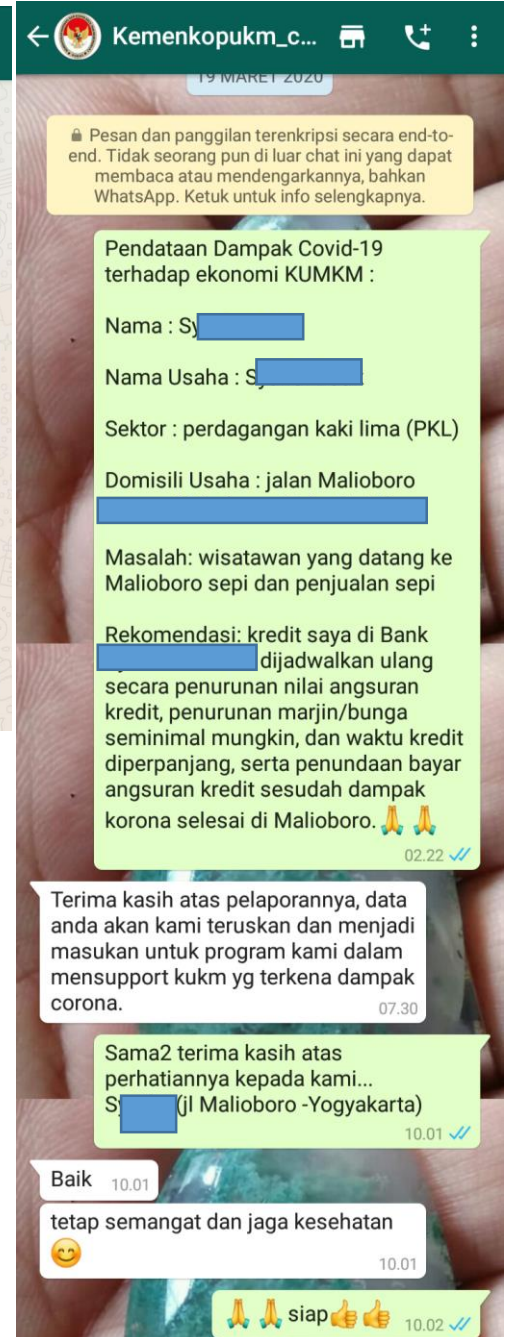 Kemenkopukm_c...
19 MARET 2020
Pesan dan panggilan terenkripsi secara end-to-
end. Tidak seorang pun di luar chat ini yang dapat
membaca atau mendengarkannya, bahkan
WhatsApp. Ketuk untuk info selengkapnya.
Pendataan Dampak Covid-19
terhadap ekonomi KUMKM :
Nama : Sy
Nama Usaha : S
Sektor : perdagangan kaki lima (PKL)
Domisili Usaha : jalan Malioboro
Masalah: wisatawan yang datang ke
Malioboro sepi dan penjualan sepi
Rekomendasi: kredit saya di Bank
dijadwalkan ulang
secara penurunan nilai angsuran
kredit, penurunan marjin/bunga
seminimal mungkin, dan waktu kredit
diperpanjang, serta penundaan bayar
angsuran kredit sesudah dampak
korona selesai di Malioboro. 🙏 🙏
02.22
Terima kasih atas pelaporannya, data
anda akan kami teruskan dan menjadi
masukan untuk program kami dalam
mensupport kukm yg terkena dampak
corona.
07.30
Sama2 terima kasih atas
perhatiannya kepada kami...
Sy (jl Malioboro -Yogyakarta)
10.01
Baik 10.01
tetap semangat dan jaga kesehatan
😊
10.01
🙏 🙏 siap👍👍 10.02